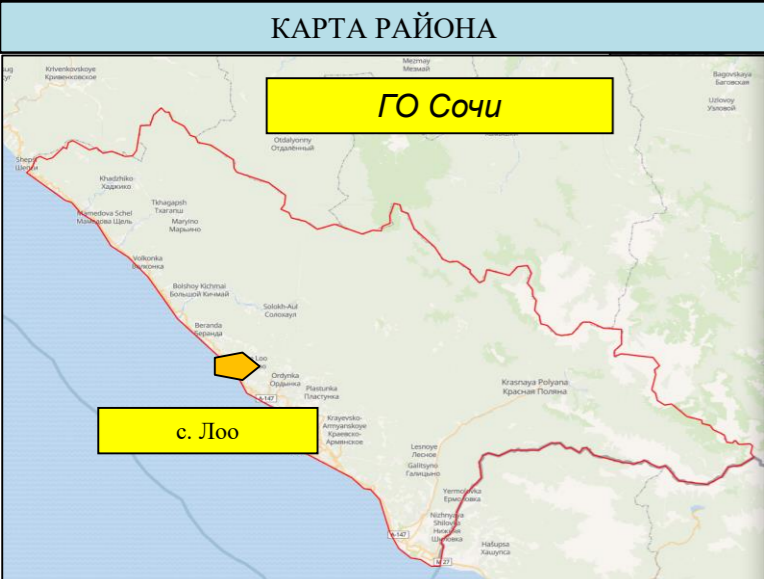 КАРТА РАЙОНА
Mezmay
Мезмай
Krivenkovskoye
Кривенковское
Bagovskaya
Баговская
ГО Сочи
Uzlovoy
Узловой
Otdalyonny
Отдалённый
Shepsi
Шепси
Khadzhiko
Хаджико
Tkhagapsh
Тхагапш
Mamedova Schel
Мамедова Щель
Maryino
Марьино
Volkonka
Волконка
Bolshoy Kichmai
Большой Кичмай
Solokh-Aul
Солохаул
Beranda
Беранда
Loo
Ordynka
Ордынка
Krasnaya Polyana
Красная Поляна
Plastunka
Пластунка
A-147
с. Лоо
Krayevsko-
Armyanskoye
Краевско-
Армянское
Lesnoye
Лесное
Galitsyno
Галицыно
Yermolovka
Ермоловка
Nizhnyaya
Shilovka
Нижняя
Шиловка
A-147
Հաեupsa
Хашупса